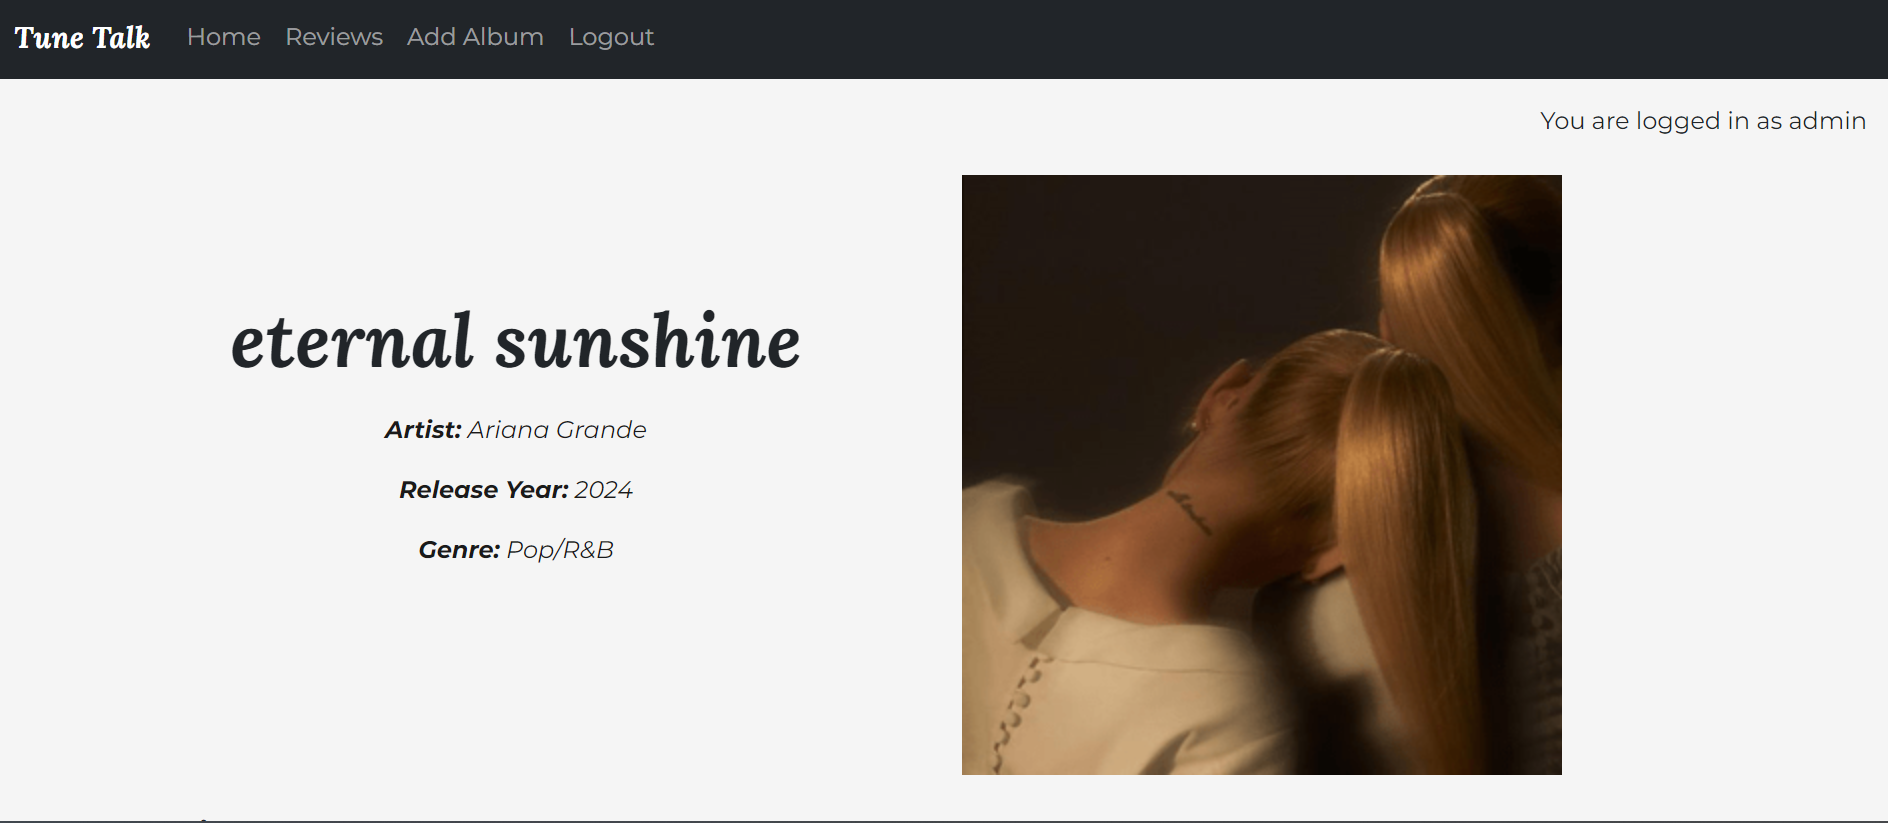 Tune Talk Home Reviews Add Album Logout
You are logged in as admin
eternal sunshine
Artist: Ariana Grande
Release Year: 2024
Genre: Pop/R&B